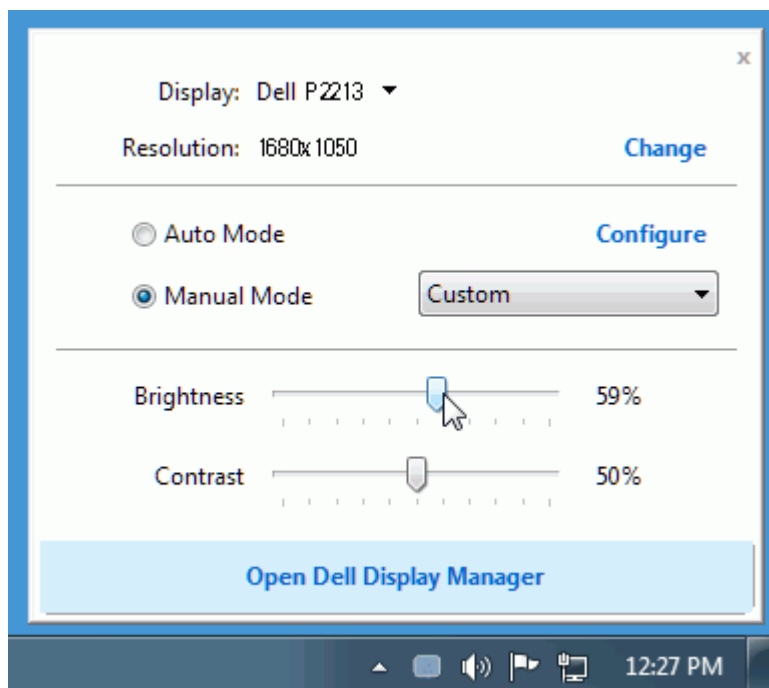 x
Display: Dell P2213
Resolution: 1680x1050 Change
Auto Mode Configure
Manual Mode Custom
Brightness 59%
Contrast 50%
Open Dell Display Manager
12:27 PM